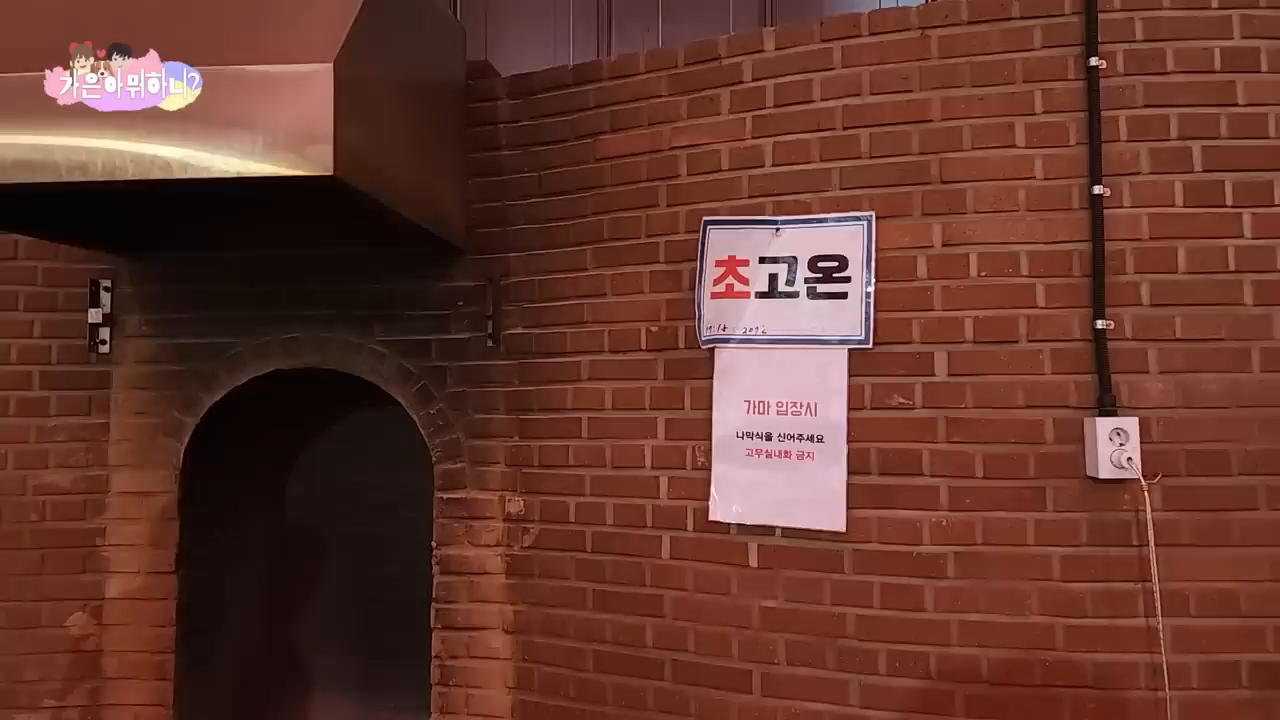 가은아 뭐하니?
초고온
가마 입장시
나막신을 신어주세요
고무실내화 금지